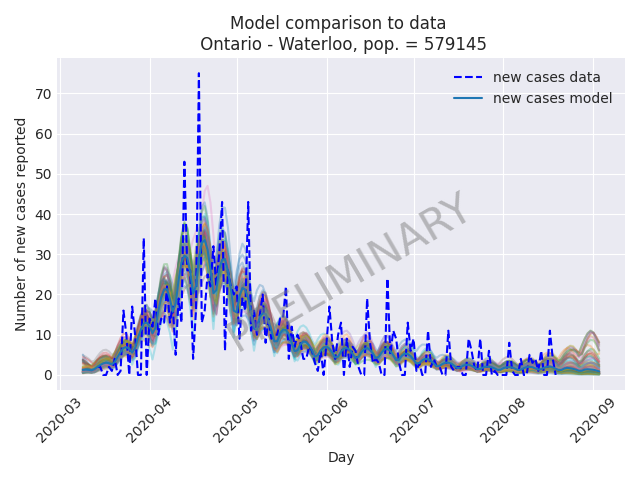 Model comparison to data
Ontario - Waterloo, pop. = 579145
new cases data
new cases model
Number of new cases reported
70
60
50
40
30
20
10
0
PRELIMINARY
2020-03
2020-04
2020-05
2020-06
2020-07
2020-08
2020-09
Day